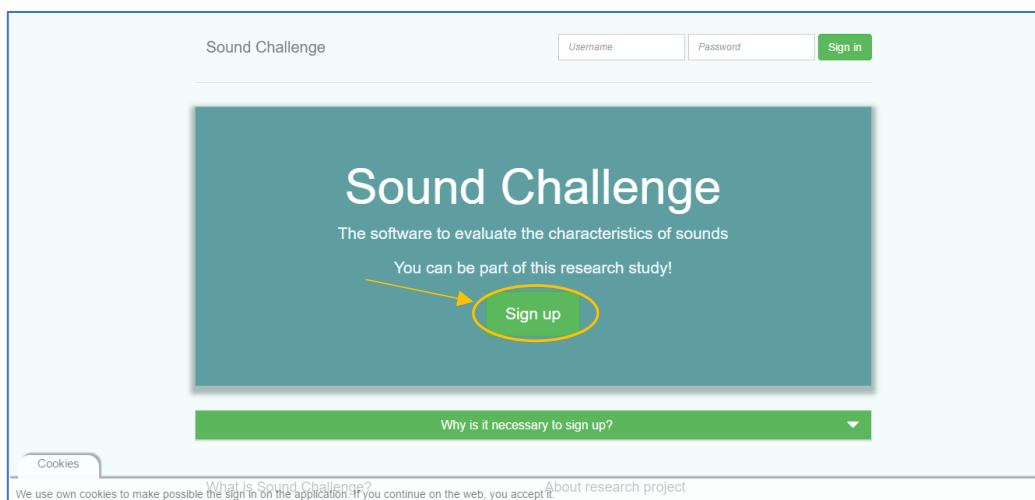 Sound Challenge
Username
Password
Sign in
Sound Challenge
The software to evaluate the characteristics of sounds
You can be part of this research study!
Sign up
Why is it necessary to sign up?
Cookies
What is Sound Challenge?
About research project
We use own cookies to make possible the sign in on the application. If you continue on the web, you accept it.